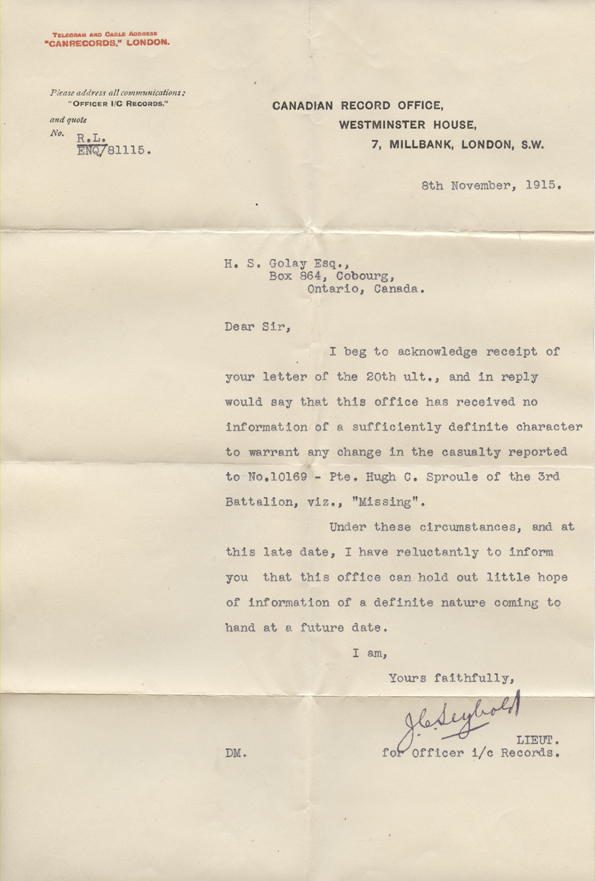 Telegram and Cable Address
"CANRECORDS," LONDON.
Please address all communications:
"Officer I/C Records."
and quote
No. R.L.
ENQ/81115.
CANADIAN RECORD OFFICE,
WESTMINSTER HOUSE,
7, MILLBANK, LONDON, S.W.
8th November, 1915.
H. S. Golay Esq.,
Box 864, Cobourg,
Ontario, Canada.
Dear Sir,
I beg to acknowledge receipt of
your letter of the 20th ult., and in reply
would say that this office has received no
information of a sufficiently definite character
to warrant any change in the casualty reported
to No.10169 - Pte. Hugh C. Sproule of the 3rd
Battalion, viz., "Missing".
Under these circumstances, and at
this late date, I have reluctantly to inform
you that this office can hold out little hope
of information of a definite nature coming to
hand at a future date.
I am,
Yours faithfully,
J.C. Seybold
LIEUT.
DM. for Officer i/c Records.